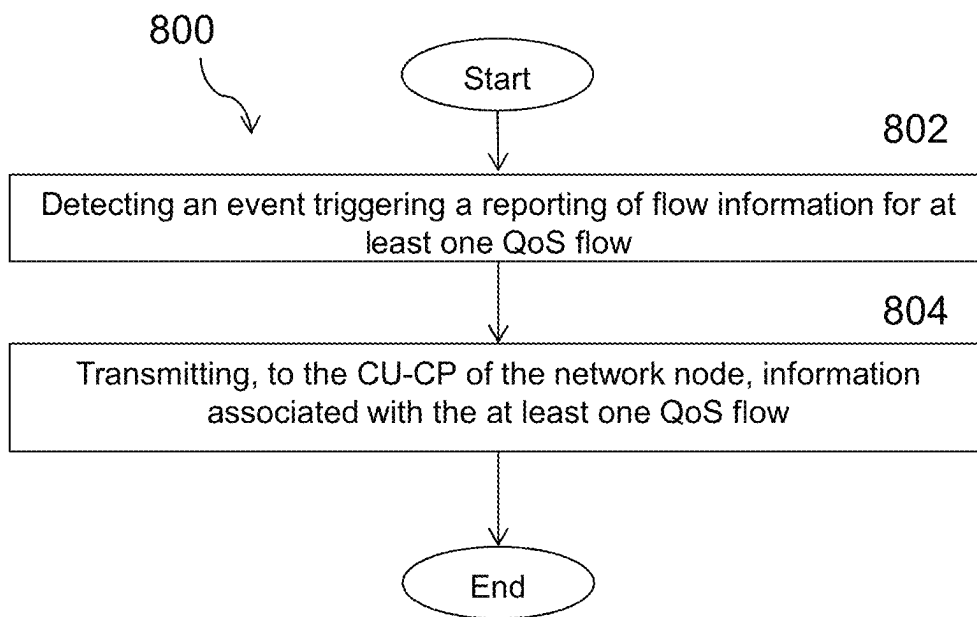 800
Start
802
Detecting an event triggering a reporting of flow information for at
least one QoS flow
804
Transmitting, to the CU-CP of the network node, information
associated with the at least one QoS flow
End